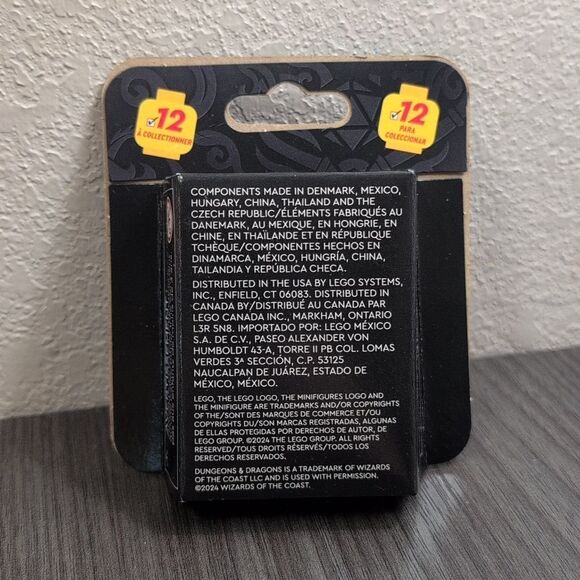 12
À COLLECTIONNER
12
PARA
COLECCIONAR
COMPONENTS MADE IN DENMARK, MEXICO,
HUNGARY, CHINA, THAILAND AND THE
CZECH REPUBLIC/ÉLÉMENTS FABRIQUÉS AU
DANEMARK, AU MEXIQUE, EN HONGRIE, EN
CHINE, EN THAÏLANDE ET EN RÉPUBLIQUE
TCHÈQUE/COMPONENTES HECHOS EN
DINAMARCA, MÉXICO, HUNGRÍA, CHINA,
TAILANDIA Y REPÚBLICA CHECA.
DISTRIBUTED IN THE USA BY LEGO SYSTEMS,
INC., ENFIELD, CT 06083. DISTRIBUTED IN
CANADA BY/DISTRIBUÉ AU CANADA PAR
LEGO CANADA INC., MARKHAM, ONTARIO
L3R 5N8. IMPORTADO POR: LEGO MÉXICO
S.A. DE C.V., PASEO ALEXANDER VON
HUMBOLDT 43-A, TORRE II PB COL. LOMAS
VERDES 3ª SECCIÓN, C.P. 53125
NAUCALPAN DE JUÁREZ, ESTADO DE
MÉXICO, MÉXICO.
LEGO, THE LEGO LOGO, THE MINIFIGURES LOGO AND
THE MINIFIGURE ARE TRADEMARKS AND/OR COPYRIGHTS
OF THE/SONT DES MARQUES DE COMMERCE ET/OU
COPYRIGHTS DU/SON MARCAS REGISTRADAS, ALGUNAS
DE ELLAS PROTEGIDAS POR DERECHOS DE AUTOR, DE
LEGO GROUP. ©2024 THE LEGO GROUP. ALL RIGHTS
RESERVED/TOUS DROITS RÉSERVÉS/TODOS LOS
DERECHOS RESERVADOS.
DUNGEONS & DRAGONS IS A TRADEMARK OF WIZARDS
OF THE COAST LLC AND IS USED WITH PERMISSION.
©2024 WIZARDS OF THE COAST.